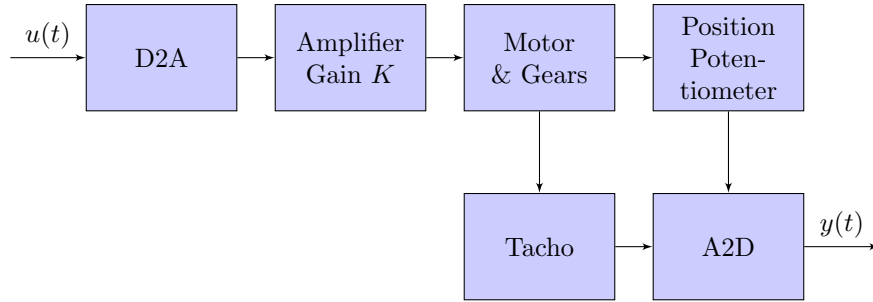 u(t)
D2A
Amplifier
Gain K
Motor
& Gears
Position
Poten-
tiometer
Tacho
A2D
y(t)